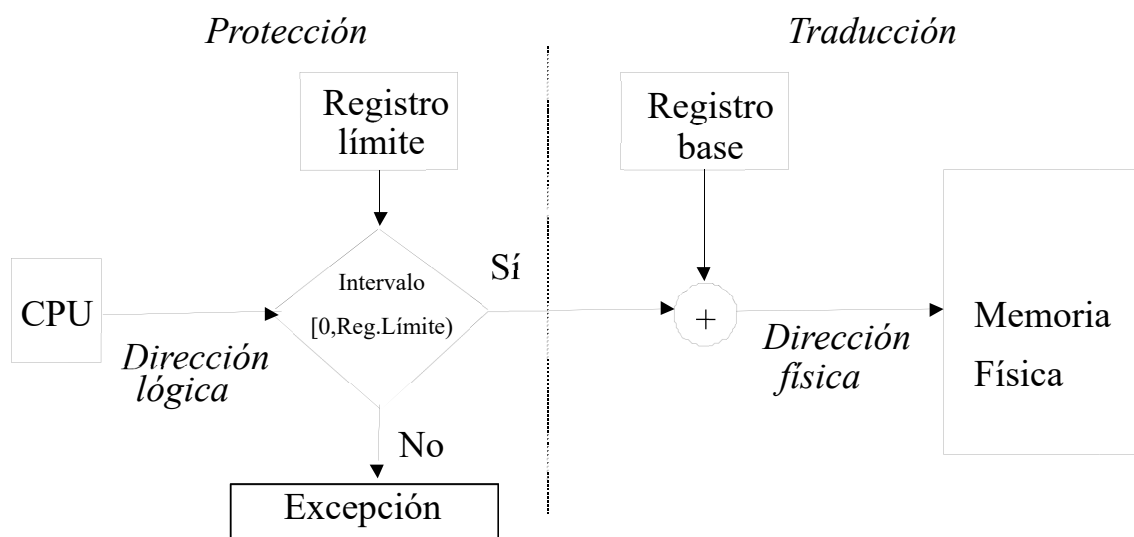 Protección
Traducción
Registro
límite
Registro
base
CPU
Dirección
lógica
Intervalo
[0,Reg.Límite)
Sí
No
Excepción
+
Dirección
física
Memoria
Física